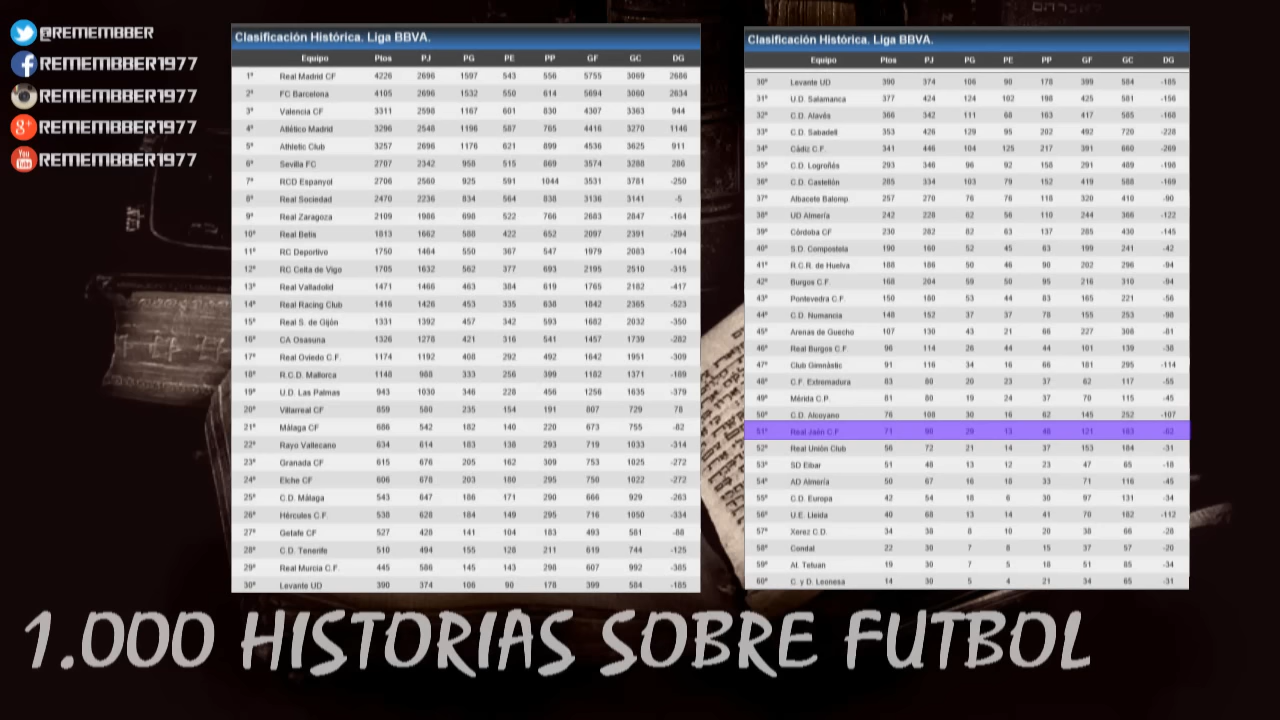 @REMEMBBER
REMEMBBER1977
REMEMBBER1977
REMEMBBER1977
REMEMBBER1977
Clasificación Histórica. Liga BBVA.
Equipo Ptos PJ PG PE PP GF GC DG
1º Real Madrid CF 4226 2696 1597 543 556 5755 3069 2686
2º FC Barcelona 4105 2696 1532 550 614 5694 3060 2634
3º Valencia CF 3311 2598 1167 601 830 4307 3363 944
4º Atlético Madrid 3296 2548 1196 587 765 4416 3270 1146
5º Athletic Club 3257 2696 1176 621 899 4536 3625 911
6º Sevilla FC 2707 2342 958 515 869 3574 3288 286
7º RCD Espanyol 2706 2560 925 591 1044 3531 3781 -250
8º Real Sociedad 2470 2236 834 564 838 3136 3141 -5
9º Real Zaragoza 2109 1986 698 522 766 2683 2847 -164
10º Real Betis 1813 1662 588 422 652 2097 2391 -294
11º RC Deportivo 1750 1464 550 367 547 1979 2083 -104
12º RC Celta de Vigo 1705 1632 562 377 693 2195 2510 -315
13º Real Valladolid 1471 1466 463 384 619 1765 2182 -417
14º Real Racing Club 1416 1426 453 335 638 1842 2365 -523
15º Real S. de Gijón 1331 1392 457 342 593 1682 2032 -350
16º CA Osasuna 1326 1278 421 316 541 1457 1739 -282
17º Real Oviedo C.F. 1174 1192 408 292 492 1642 1951 -309
18º R.C.D. Mallorca 1148 988 333 256 399 1182 1371 -189
19º U.D. Las Palmas 943 1030 346 228 456 1256 1635 -379
20º Villarreal CF 859 580 235 154 191 807 729 78
21º Málaga CF 686 542 182 140 220 673 755 -82
22º Rayo Vallecano 634 614 183 138 293 719 1033 -314
23º Granada CF 615 676 205 162 309 753 1025 -272
24º Elche CF 606 678 203 180 295 750 1022 -272
25º C.D. Málaga 543 647 186 171 290 666 929 -263
26º Hércules C.F. 538 628 184 149 295 716 1050 -334
27º Getafe CF 527 428 141 104 183 493 581 -88
28º C.D. Tenerife 510 494 155 128 211 619 744 -125
29º Real Murcia C.F. 445 586 145 143 298 607 992 -385
30º Levante UD 390 374 106 90 178 399 584 -185
Clasificación Histórica. Liga BBVA.
Equipo Ptos PJ PG PE PP GF GC DG
30º Levante UD 390 374 106 90 178 399 584 -185
31º U.D. Salamanca 377 424 124 102 198 425 581 -156
32º C.D. Alavés 366 342 111 68 163 417 585 -168
33º C.D. Sabadell 353 426 129 95 202 492 720 -228
34º Cádiz C.F. 341 446 104 125 217 391 660 -269
35º C.D. Logroñés 293 346 96 92 158 291 489 -198
36º C.D. Castellón 285 334 103 79 152 419 588 -169
37º Albacete Balomp. 257 270 76 76 118 320 410 -90
38º UD Almería 242 228 62 56 110 244 366 -122
39º Córdoba CF 230 282 82 63 137 285 430 -145
40º S.D. Compostela 190 160 52 45 63 199 241 -42
41º R.C.R. de Huelva 188 186 50 46 90 202 296 -94
42º Burgos C.F. 168 204 59 50 95 216 310 -94
43º Pontevedra C.F. 150 180 53 44 83 165 221 -56
44º C.D. Numancia 148 152 37 37 78 155 253 -98
45º Arenas de Guecho 107 130 43 21 66 227 308 -81
46º Real Burgos C.F 96 114 26 44 44 101 139 -38
47º Club Gimnàstic 91 116 34 16 66 181 295 -114
48º C.F. Extremadura 83 80 20 23 37 62 117 -55
49º Mérida C.P. 81 80 19 24 37 70 115 -45
50º C.D. Alcoyano 76 108 30 16 62 145 252 -107
51º Real Jaén C.F 71 90 29 13 48 121 183 -62
52º Real Unión Club 56 72 21 14 37 153 184 -31
53º SD Eibar 51 48 13 12 23 47 65 -18
54º AD Almería 50 67 16 18 33 71 116 -45
55º C.D. Europa 42 54 18 6 30 97 131 -34
56º U.E. Lleida 40 68 13 14 41 70 182 -112
57º Xerez C.D. 34 38 8 10 20 38 66 -28
58º Condal 22 30 7 8 15 37 57 -20
59º At. Tetuan 19 30 7 5 18 51 85 -34
60º C. y D. Leonesa 14 30 5 4 21 34 65 -31
1.000 HISTORIAS SOBRE FUTBOL